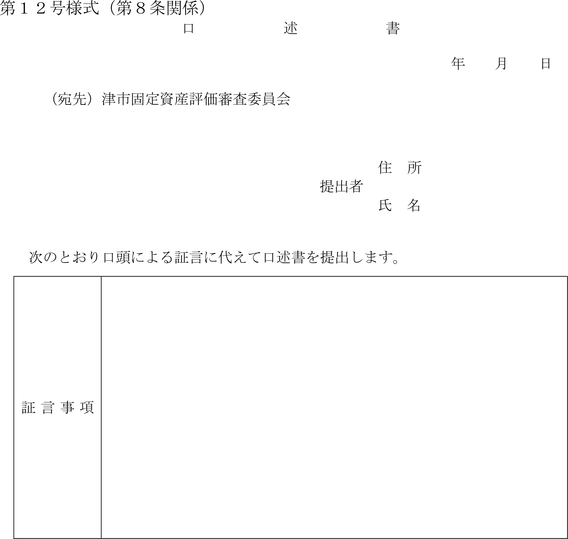 第１２号様式（第８条関係）
口　　　　　　述　　　　　　書
年　　月　　日
（宛先）津市固定資産評価審査委員会
住　所
提出者
氏　名
次のとおり口頭による証言に代えて口述書を提出します。
証言事項